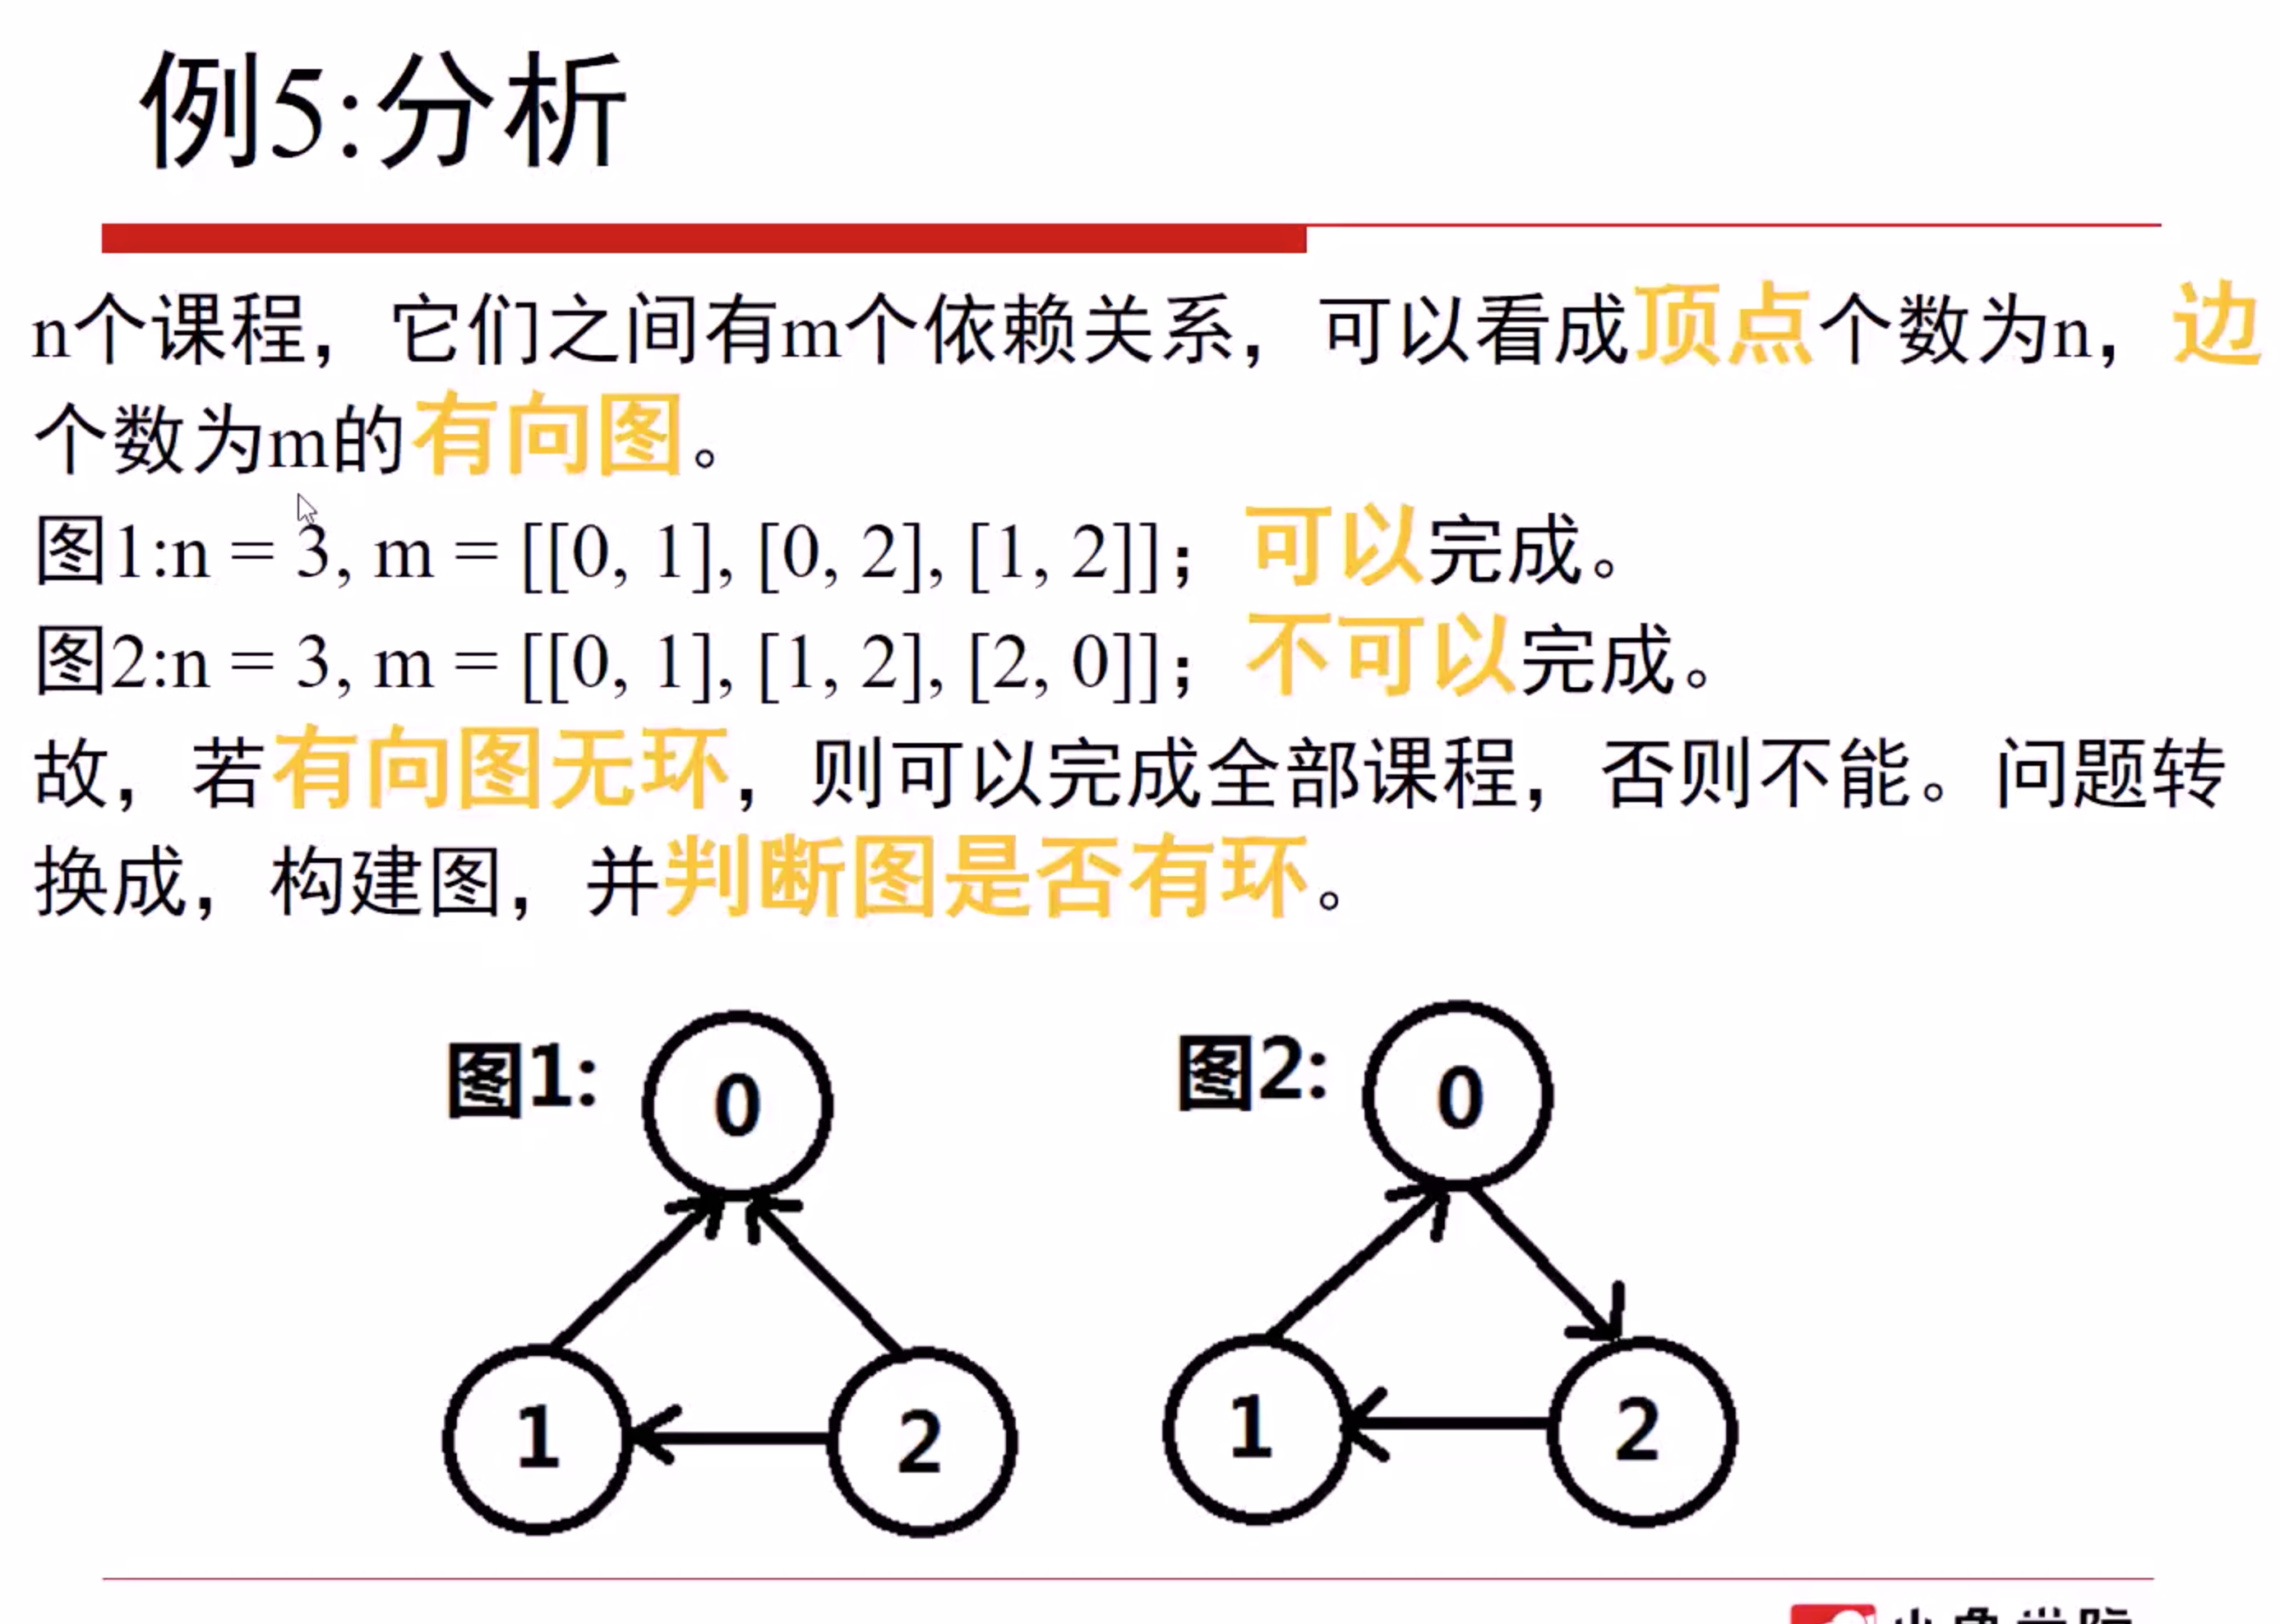 例5:分析
n个课程，它们之间有m个依赖关系，可以看成顶点个数为n，边
个数为m的有向图。
图1:n = 3, m = [[0, 1], [0, 2], [1, 2]]；可以完成。
图2:n = 3, m = [[0, 1], [1, 2], [2, 0]]；不可以完成。
故，若有向图无环，则可以完成全部课程，否则不能。问题转
换成，构建图，并判断图是否有环。
图1:
0
1
2
图2:
0
1
2